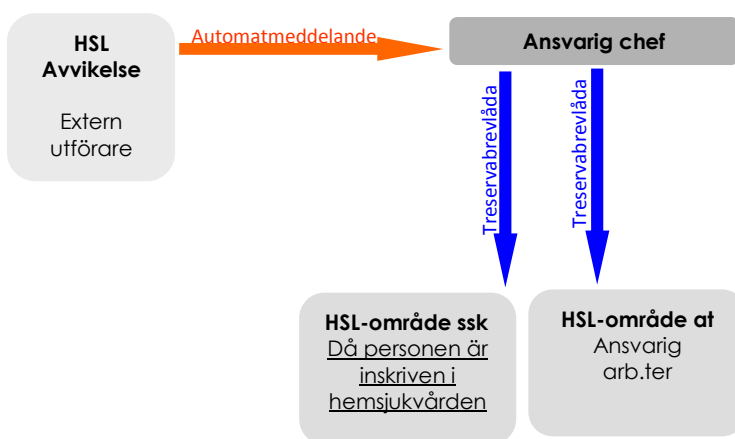 HSL
Avvikelse
Extern
utförare
Automatmeddelande
Ansvarig chef
Treservabrevlåda
Treservabrevlåda
HSL-område ssk
Då personen är
inskriven i
hemsjukvården
HSL-område at
Ansvarig
arb.ter